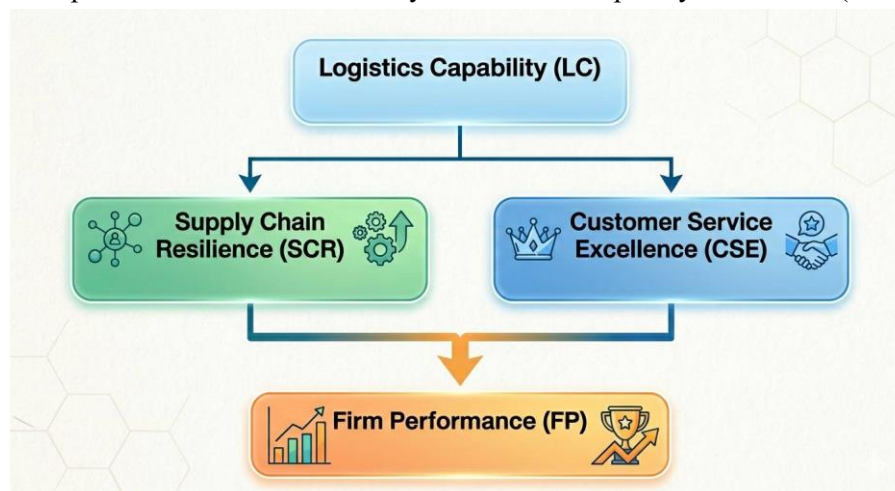 Logistics Capability (LC)
Supply Chain
Resilience (SCR)
Customer Service
Excellence (CSE)
Firm Performance (FP)